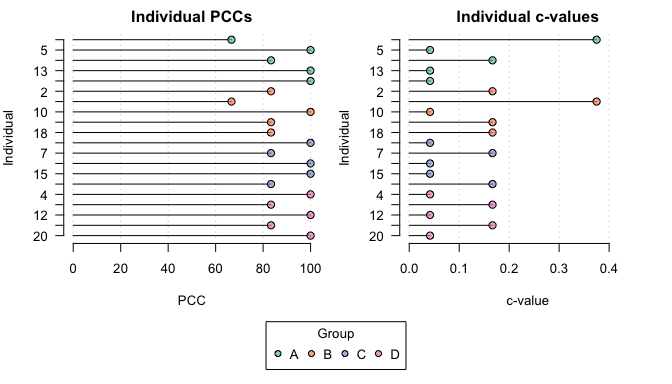 Individual PCCs
Individual
5
13
2
10
18
7
15
4
12
20
0 20 40 60 80 100
PCC
Individual c-values
Individual
5
13
2
10
18
7
15
4
12
20
0.0 0.1 0.2 0.3 0.4
c-value
Group
A B C D